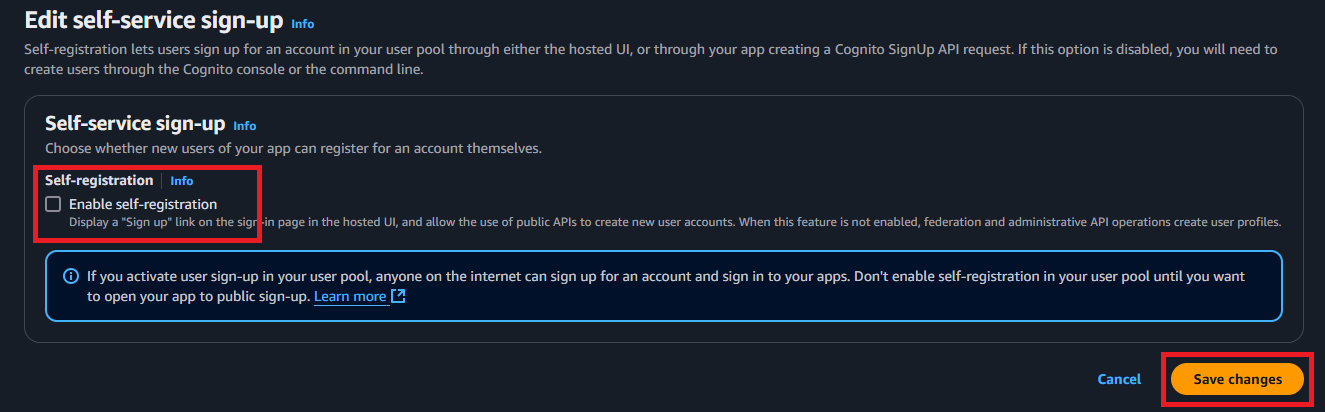 Edit self-service sign-up Info
Self-registration lets users sign up for an account in your user pool through either the hosted UI, or through your app creating a Cognito SignUp API request. If this option is disabled, you will need to
create users through the Cognito console or the command line.
Self-service sign-up Info
Choose whether new users of your app can register for an account themselves.
Self-registration Info
Enable self-registration
Display a "Sign up" link on the sign-in page in the hosted UI, and allow the use of public APIs to create new user accounts. When this feature is not enabled, federation and administrative API operations create user profiles.
If you activate user sign-up in your user pool, anyone on the internet can sign up for an account and sign in to your apps. Don't enable self-registration in your user pool until you want
to open your app to public sign-up. Learn more
Cancel Save changes